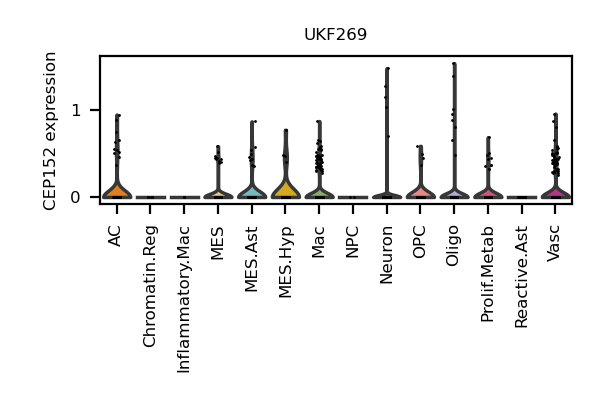 UKF269
CEP152 expression
1
0
AC
Chromatin.Reg
Inflammatory.Mac
MES
MES.Ast
MES.Hyp
Mac
NPC
Neuron
OPC
Oligo
Prolif.Metab
Reactive.Ast
Vasc